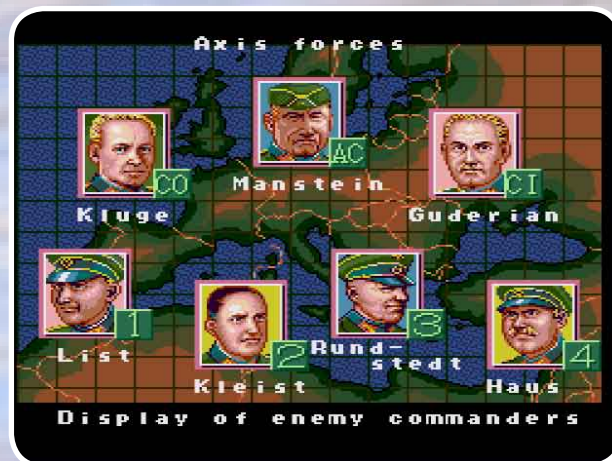 Axis forces
AC
CO
CI
Manstein
Kluge
Guderian
1
3
2
4
List
Rund-
stedt
Kleist
Haus
Display of enemy commanders